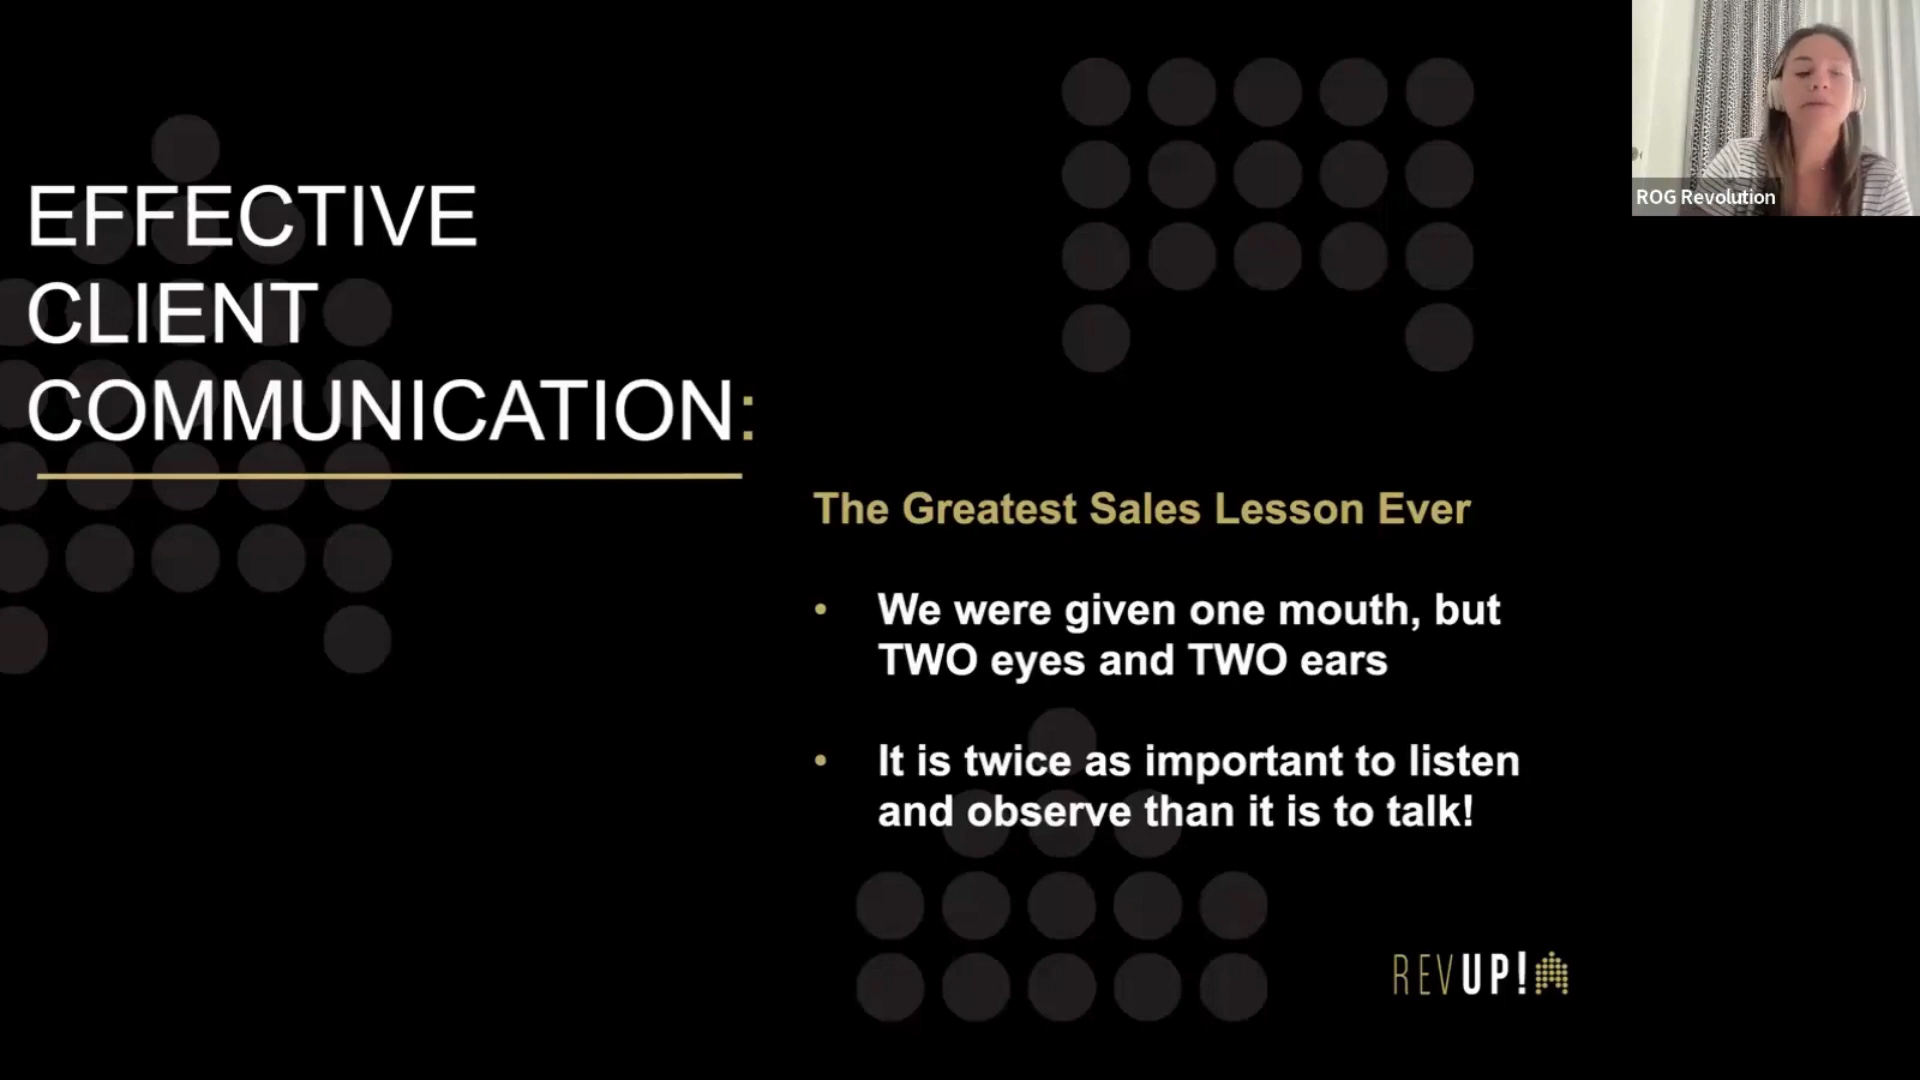 EFFECTIVE
CLIENT
COMMUNICATION:
ROG Revolution
The Greatest Sales Lesson Ever
• We were given one mouth, but
TWO eyes and TWO ears
• It is twice as important to listen
and observe than it is to talk!
REVUP!